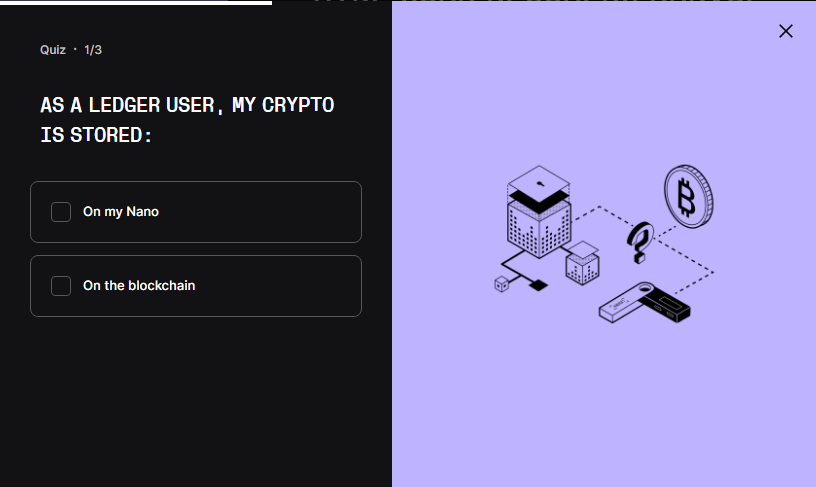 Quiz · 1/3
AS A LEDGER USER, MY CRYPTO
IS STORED:
On my Nano
On the blockchain